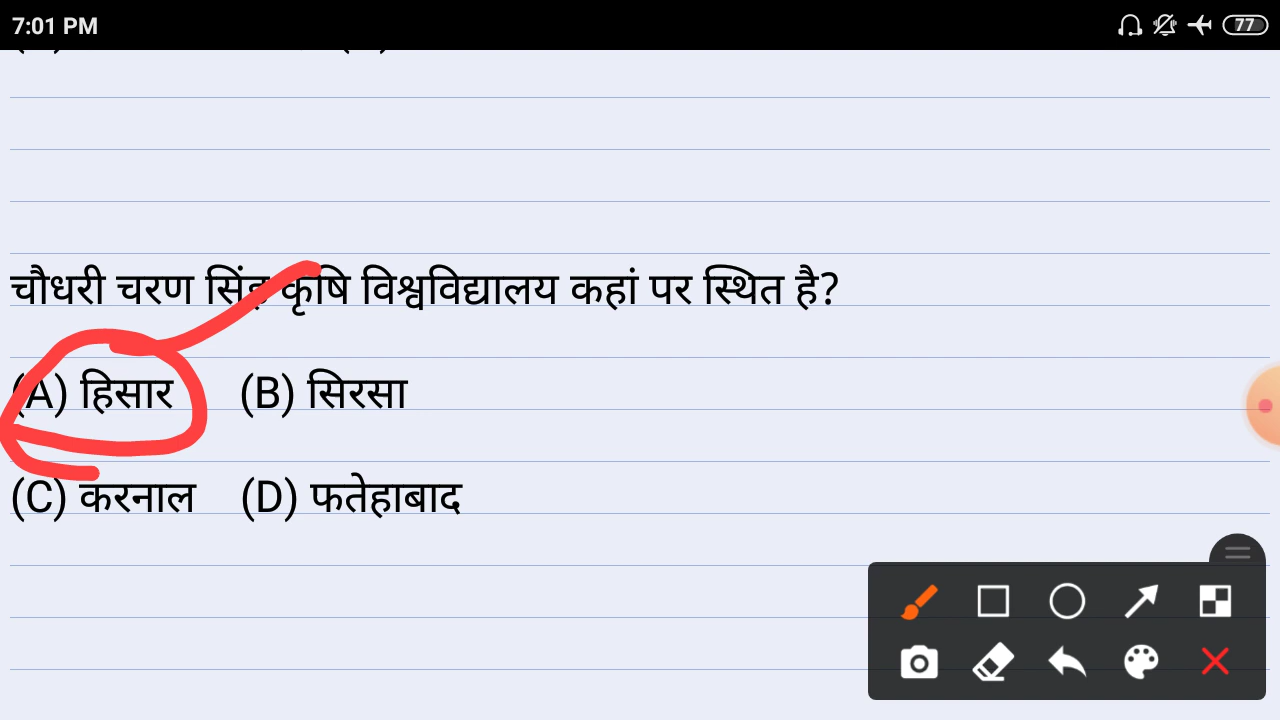 7:01 PM
77
चौधरी चरण सिंह कृषि विश्वविद्यालय कहां पर स्थित है?
(A) हिसार (B) सिरसा
(C) करनाल (D) फतेहाबाद